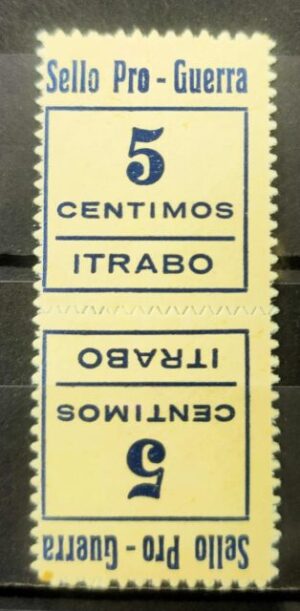 Sello Pro - Guerra
5
CENTIMOS
ITRABO
ITRABO
CENTIMOS
5
Sello Pro - Guerra